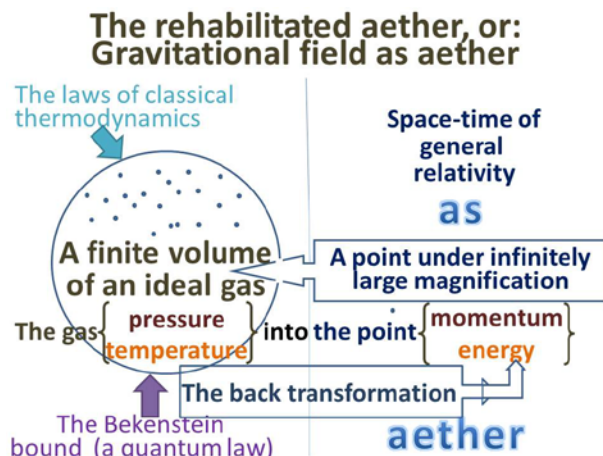 The rehabilitated aether, or:
Gravitational field as aether
The laws of classical
thermodynamics
Space-time of
general
relativity
as
A finite volume
of an ideal gas
A point under infinitely
large magnification
The gas { pressure temperature } into the point { momentum energy }
The back transformation
The Bekenstein
bound (a quantum law)
aether